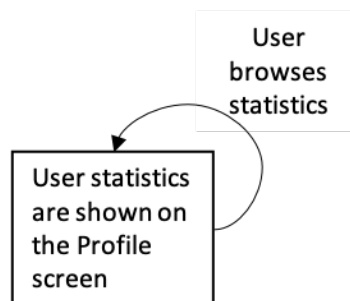 User
browses
statistics
User statistics
are shown on
the Profile
screen